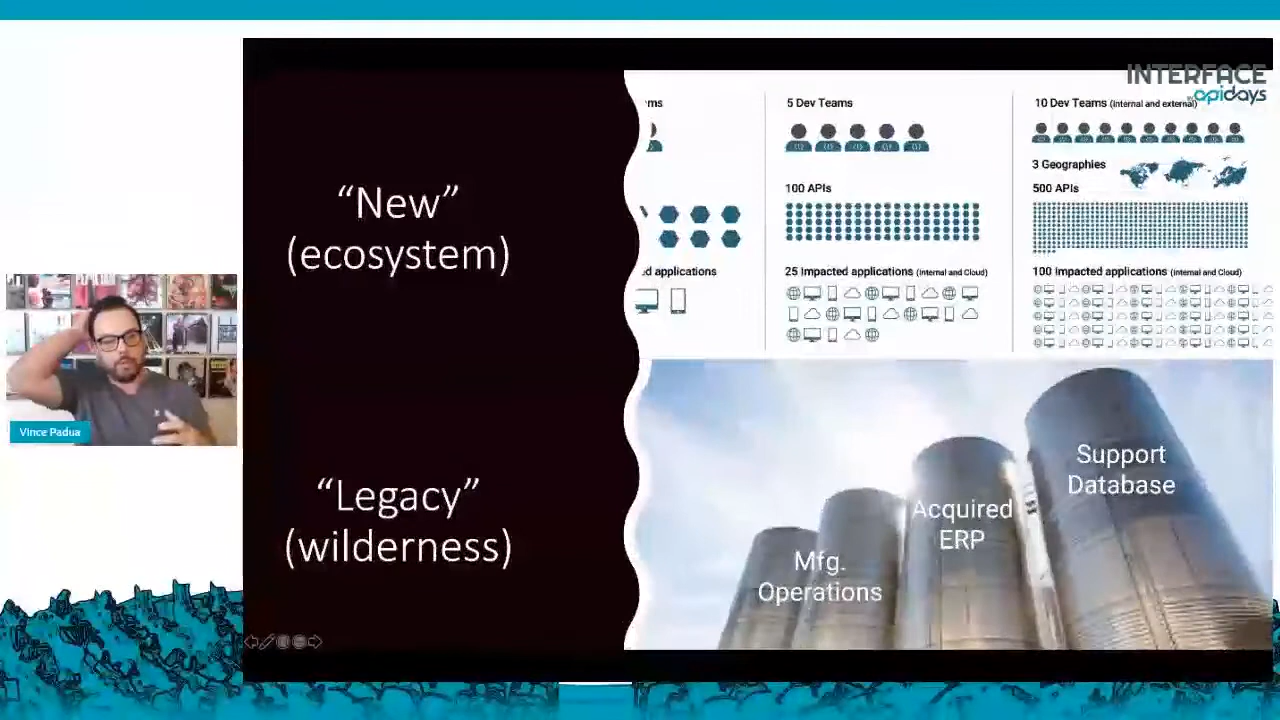 INTERFACE
by apidays
“New”
(ecosystem)
ms
5 Dev Teams
10 Dev Teams (internal and external)
3 Geographies
100 APIs
500 APIs
ed applications
25 Impacted applications (Internal and Cloud)
100 Impacted applications (Internal and Cloud)
“Legacy”
(wilderness)
Mfg.
Operations
Acquired
ERP
Support
Database
Vince Padua